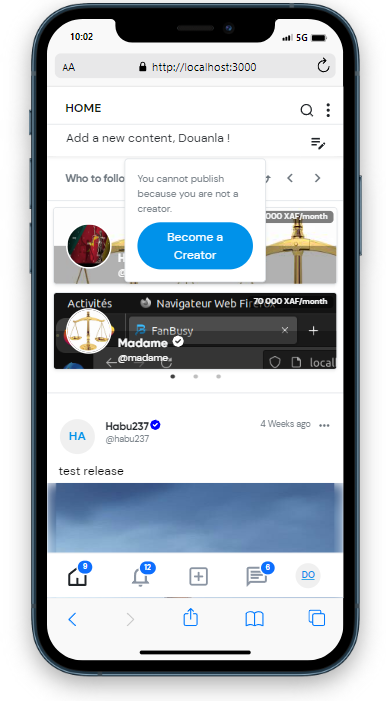 10:02
5G
AA
http://localhost:3000
HOME
Add a new content, Douanla !
Who to follo
You cannot publish
because you are not a
creator.
Become a
Creator
000 XAF/month
Activités
Navigateur Web Firefox
70 000 XAF/month
FanBusy
Madame
@madame
locall
HA
Habu237
@habu237
4 Weeks ago
test release
9
12
6
DO